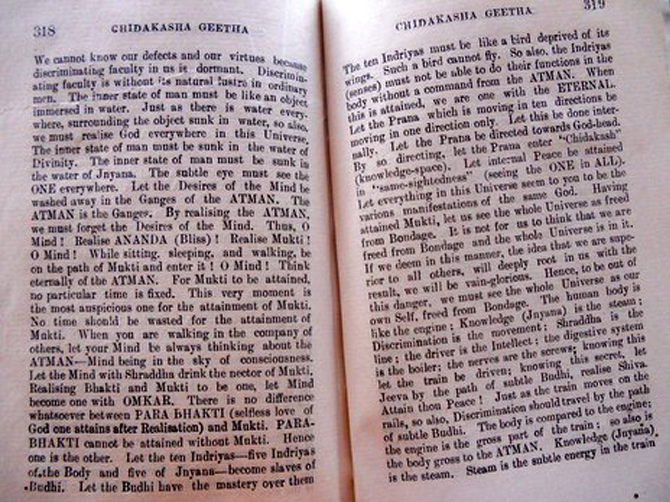 318 CHIDAKASHA GEETHA
We cannot know our defects and our virtues because
discriminating faculty in us is dormant. Discrimin-
ating faculty is without its natural lustre in ordinary
men. The inner state of man must be like an object
immersed in water. Just as there is water every-
where, surrounding the object sunk in water, so also,
we must realise God everywhere in this Universe.
The inner state of man must be sunk in the water of
Divinity. The inner state of man must be sunk in
the water of Jnyana. The subtle eye must see the
ONE everywhere. Let the Desires of the Mind be
washed away in the Ganges of the ATMAN. The
ATMAN is the Ganges. By realising the ATMAN,
we must forget the Desires of the Mind. Thus, O
Mind ! Realise ANANDA (Bliss) ! Realise Mukti !
O Mind ! While sitting. sleeping, and walking, be
on the path of Mukti and enter it ! O Mind ! Think
eternally of the ATMAN. For Mukti to be attained,
no particular time is fixed. This very moment is
the most auspicious one for the attainment of Mukti.
No time should be wasted for the attainment of
Mukti. When you are walking in the company of
others, let your Mind be always thinking about the
ATMAN—Mind being in the sky of consciousness.
Let the Mind with Shraddha drink the nector of Mukti.
Realising Bhakti and Mukti to be one, let Mind
become one with OMKAR. There is no difference
whatsoever between PARA BHAKTI (selfless love of
God one attains after Realisation) and Mukti. PARA-
BHAKTI cannot be attained without Mukti. Hence
one is the other. Let the ten Indriyas—five Indriyas
of the Body and five of Jnyana—become slaves of
Budhi. Let the Budhi have the mastery over them
CHIDAKASHA GEETHA 319
The ten Indriyas must be like a bird deprived of its
wings. Such a bird cannot fly. So also, the Indriyas
(senses) must not be able to do their functions in the
body without a command from the ATMAN. When
this is attained, we are one with the ETERNAL.
Let the Prana which is moving in ten directions be
moving in one direction only. Let this be done inter-
nally. Let the Prana be directed towards God-head.
By so directing, let the Prana enter "Chidakash"
(knowledge-space). Let internal Peace be attained
in "same-sightedness" (seeing the ONE in ALL).
Let everything in this Universe seem to you to be the
various manifestations of the same God. Having
attained Mukti, let us see the whole Universe as freed
from Bondage. It is not for us to think that we are
freed from Bondage and the whole Universe is in it.
If we deem in this manner, the idea that we are supe-
rior to all others, will deeply root in us with the
result, we will be vain-glorious. Hence, to be out of
this danger, we must see the whole Universe as our
own Self, freed from Bondage. The human body is
like the engine ; Knowledge (Jnyana) is the steam ;
Discrimination is the movement ; Shraddha is the
line ; the driver is the Intellect ; the digestive system
is the boiler; the nerves are the screws; knowing this
let the train be driven; knowing this secret, let
Jeeva by the path of subtle Budhi, realise Shiva.
Attain thou Peace ! Just as the train moves on the
rails, so also, Discrimination should travel by the path
of subtle Budhi. The body is compared to the engine;
the engine is the gross part of the train ; so also is
the body gross to the ATMAN. Knowledge (Jnyana)
is the steam. Steam is the subtle energy in the train